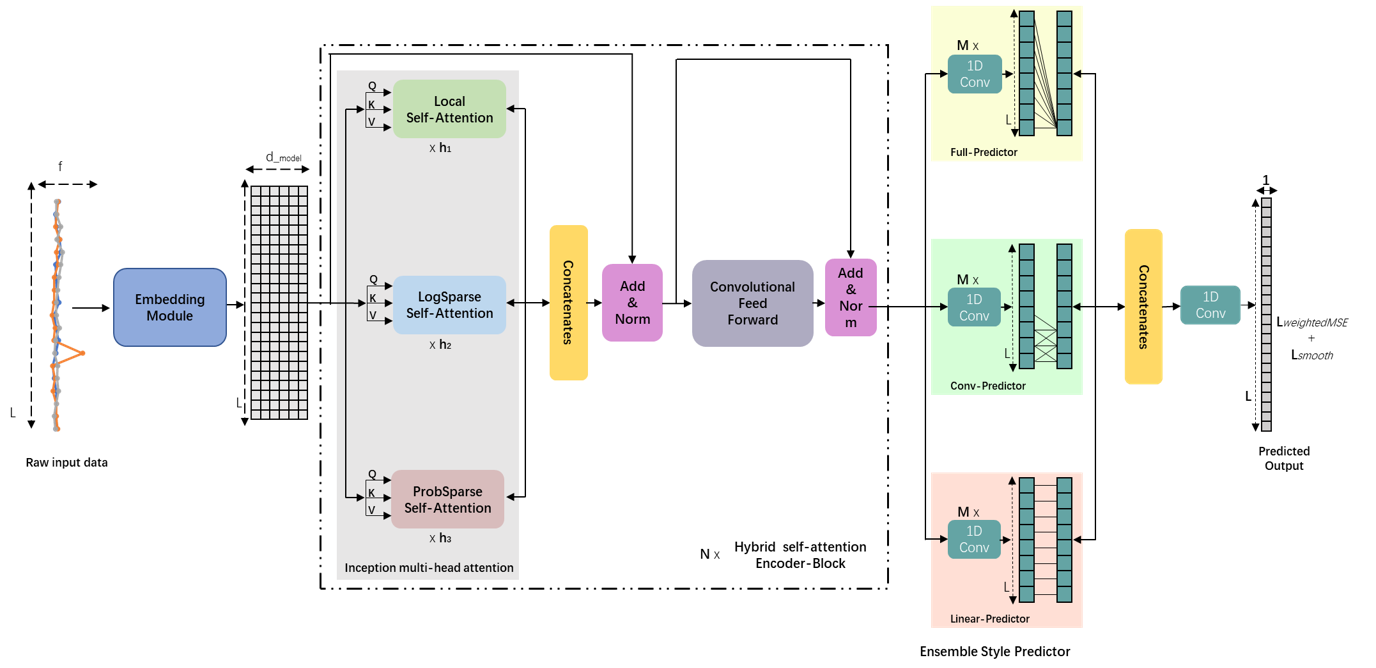 f
L
Raw input data
Embedding
Module
d_model
L
Q
K
V
Local
Self-Attention
x h1
Q
K
V
LogSparse
Self-Attention
x h2
Q
K
V
ProbSparse
Self-Attention
x h3
Inception multi-head attention
Concatenates
Add
&
Norm
Convolutional
Feed
Forward
Add
&
Nor
m
N x
Hybrid self-attention
Encoder-Block
M x
1D
Conv
L
Full-Predictor
M x
1D
Conv
L
Conv-Predictor
M x
1D
Conv
L
Linear-Predictor
Ensemble Style Predictor
Concatenates
1D
Conv
1
L
LweightedMSE
+
Lsmooth
Predicted
Output